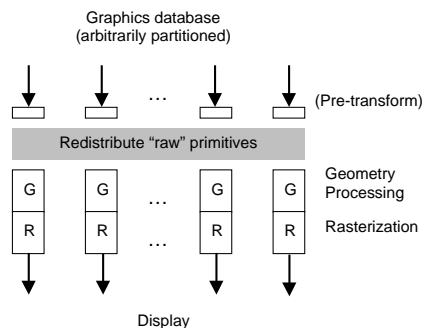 Graphics database
(arbitrarily partitioned)
...
(Pre-transform)
Redistribute “raw” primitives
Geometry
Processing
G G ... G G
Rasterization
R R ... R R
Display